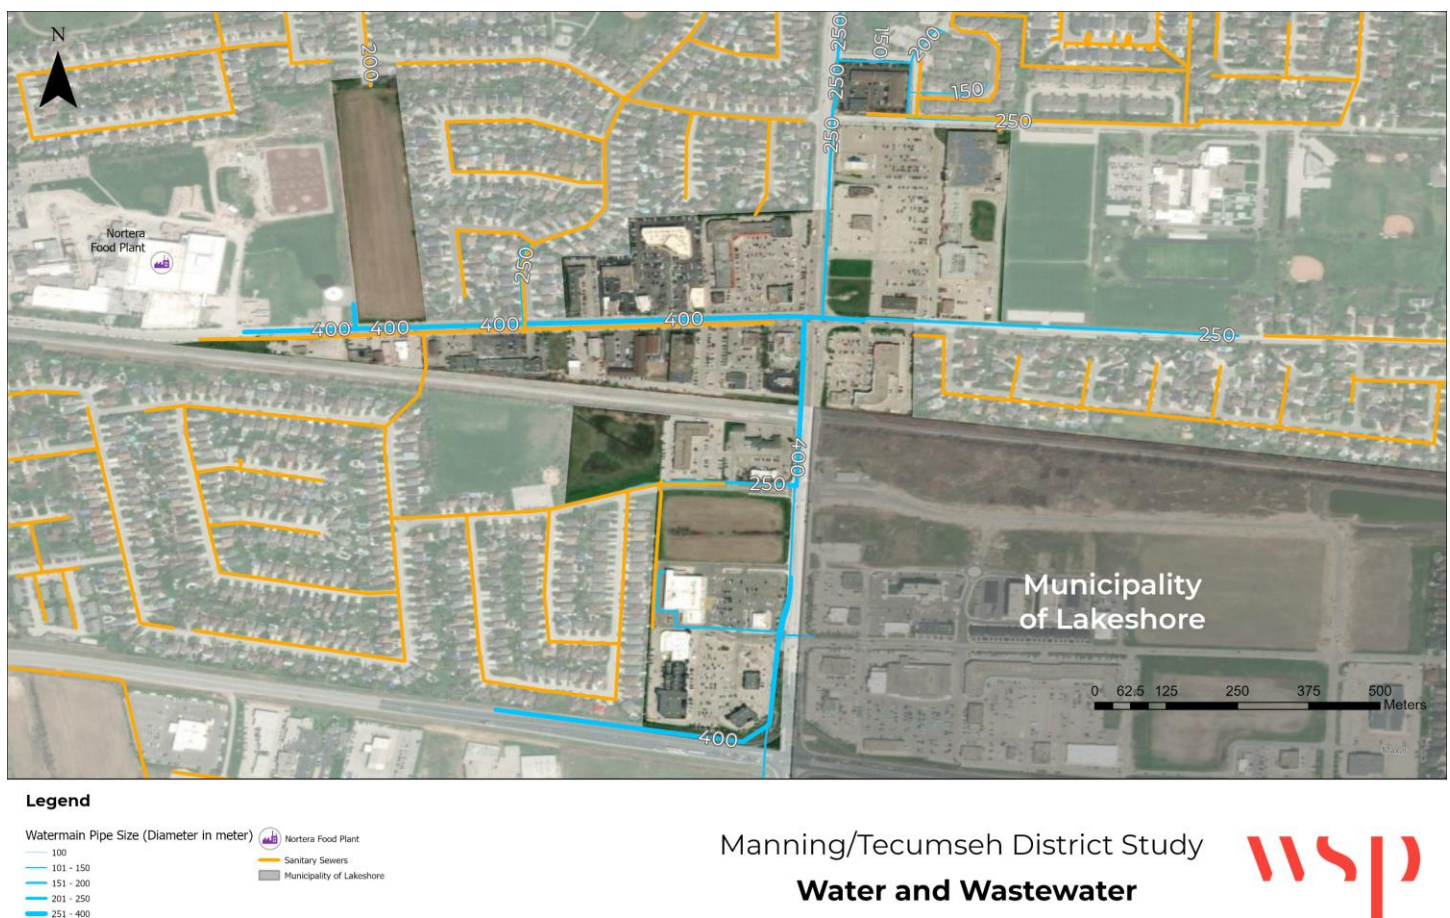 N
200
250
250
150
200
150
250
250
Nortera
Food Plant
250
400
400
400
400
250
400
250
Municipality
of Lakeshore
0 62.5 125 250 375 500
Meters
400
Maxar
Legend
Watermain Pipe Size (Diameter in meter)
100
101 - 150
151 - 200
201 - 250
251 - 400
Nortera Food Plant
Sanitary Sewers
Municipality of Lakeshore
Manning/Tecumseh District Study
Water and Wastewater
wsp